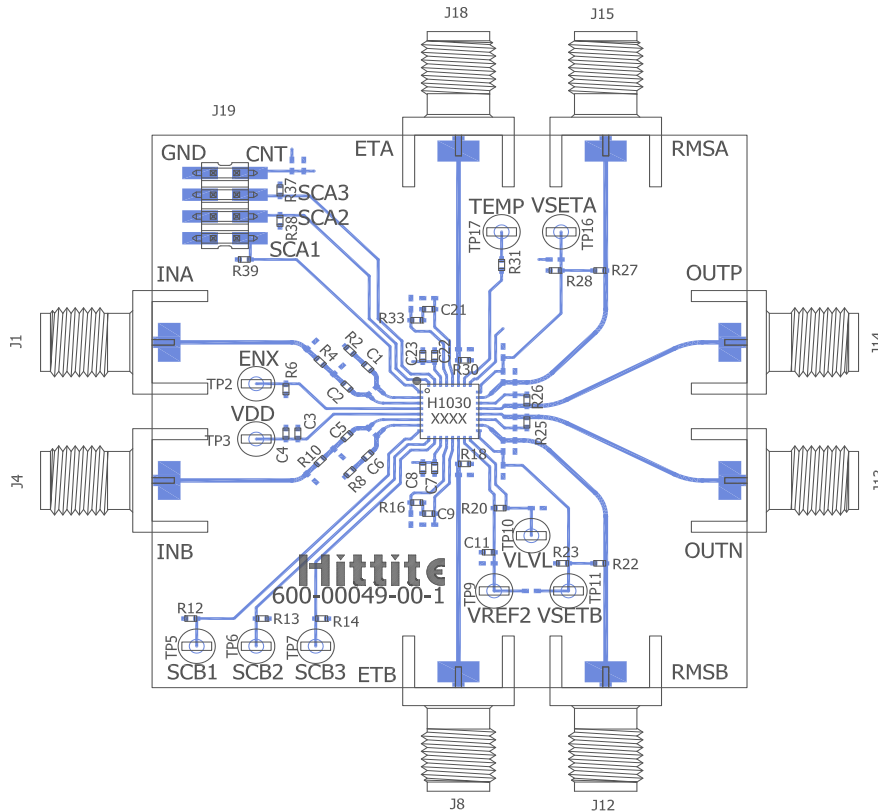 J18
J15
J19
GND
CNT
ETA
RMSA
R37
SCA3
SCA2
R38
SCA1
TEMP
VSETA
TP17
TP16
R39
R31
R28
R27
INA
OUTP
C21
R33
J1
J14
R2
C1
R4
C23
C22
R30
ENX
R6
C2
TP2
H1030
XXXX
R26
VDD
C3
TP3
C4
C5
R25
R10
C6
R8
R18
C8
C7
J4
J13
R16
C9
R20
INB
TP10
OUTN
C11
VLVL
R23
R22
Hittite
600-00049-00-1
TP9
TP11
VREF2
VSETB
R12
R13
R14
TP5
TP6
TP7
SCB1
SCB2
SCB3
ETB
RMSB
J8
J12